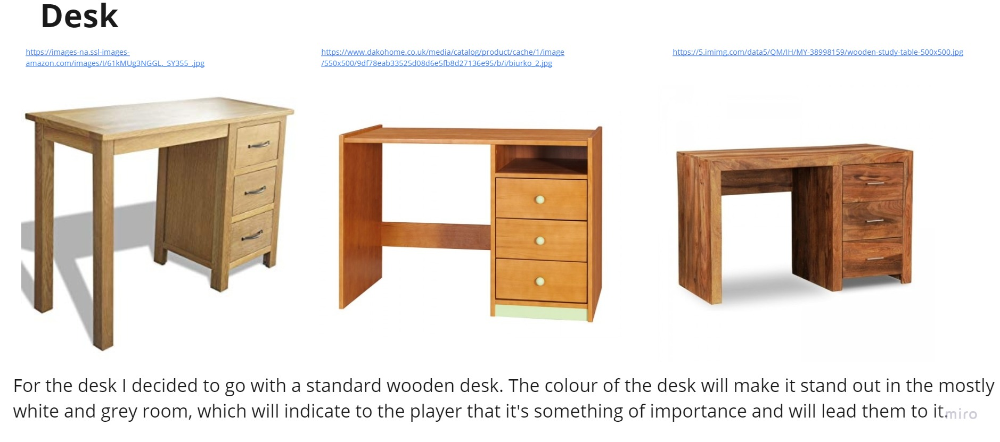 Desk
https://images-na.ssl-images-
amazon.com/images/I/61kMUg3NGGL._SY355_.jpg
https://www.dakohome.co.uk/media/catalog/product/cache/1/image
/550x500/9df78eab33525d08d6e5fb8d27136e95/b/i/biurko_2.jpg
https://5.imimg.com/data5/QM/IH/MY-38998159/wooden-study-table-500x500.jpg
For the desk I decided to go with a standard wooden desk. The colour of the desk will make it stand out in the mostly
white and grey room, which will indicate to the player that it's something of importance and will lead them to it.
miro